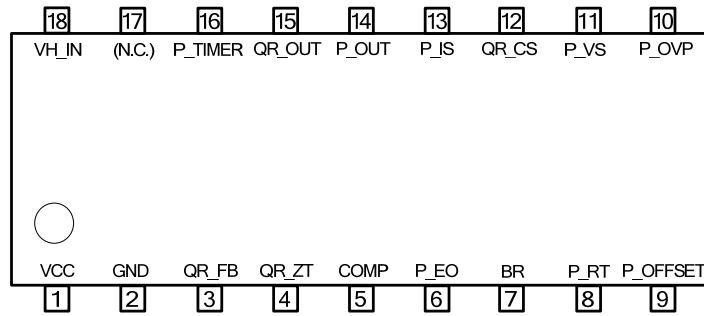 18 17 16 15 14 13 12 11 10
VH_IN (N.C.) P_TIMER QR_OUT P_OUT P_IS QR_CS P_VS P_OVP
VCC GND QR_FB QR_ZT COMP P_EO BR P_RT P_OFFSET
1 2 3 4 5 6 7 8 9